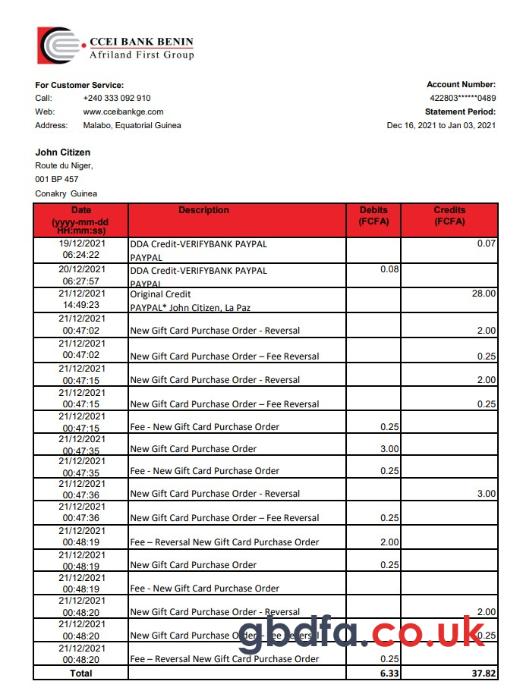 CCEI BANK BENIN
Afriland First Group
For Customer Service:
Call: +240 333 092 910
Web: www.cceibankge.com
Address: Malabo, Equatorial Guinea
Account Number:
422803******0489
Statement Period:
Dec 16, 2021 to Jan 03, 2021
John Citizen
Route du Niger,
001 BP 457
Conakry Guinea
Date (yyyy-mm-dd HH:mm:ss) Description Debits (FCFA) Credits (FCFA)
19/12/2021 DDA Credit-VERIFYBANK PAYPAL 0.07
06:24:22 PAYPAL
20/12/2021 DDA Credit-VERIFYBANK PAYPAL 0.08
06:27:57 PAYPAL
21/12/2021 Original Credit 28.00
14:49:23 PAYPAL* John Citizen, La Paz
21/12/2021
00:47:02 New Gift Card Purchase Order - Reversal 2.00
21/12/2021
00:47:02 New Gift Card Purchase Order – Fee Reversal 0.25
21/12/2021
00:47:15 New Gift Card Purchase Order - Reversal 2.00
21/12/2021
00:47:15 New Gift Card Purchase Order – Fee Reversal 0.25
21/12/2021
00:47:15 Fee - New Gift Card Purchase Order 0.25
21/12/2021
00:47:35 New Gift Card Purchase Order 3.00
21/12/2021
00:47:35 Fee - New Gift Card Purchase Order 0.25
21/12/2021
00:47:36 New Gift Card Purchase Order - Reversal 3.00
21/12/2021
00:47:36 New Gift Card Purchase Order – Fee Reversal 0.25
21/12/2021
00:48:19 Fee – Reversal New Gift Card Purchase Order 2.00
21/12/2021
00:48:19 New Gift Card Purchase Order 0.25
21/12/2021
00:48:19 Fee - New Gift Card Purchase Order
21/12/2021
00:48:20 New Gift Card Purchase Order - Reversal 2.00
21/12/2021
00:48:20 New Gift Card Purchase Order – Fee Reversal 0.25
21/12/2021
00:48:20 Fee – Reversal New Gift Card Purchase Order 0.25
Total 6.33 37.82
gbdfa.co.uk